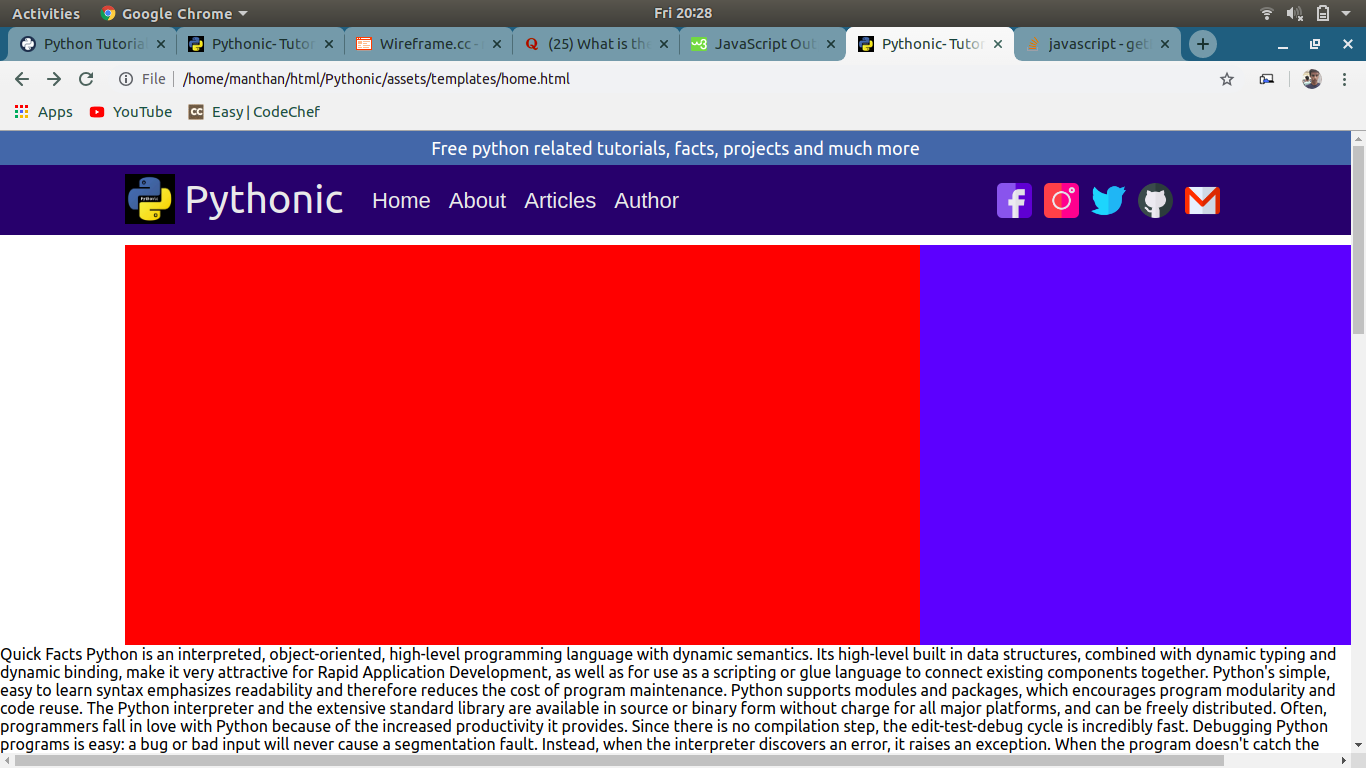 Activities Google Chrome Fri 20:28
Python Tutoria Pythonic- Tutor Wireframe.cc - (25) What is the JavaScript Out Pythonic- Tutor javascript - get
File /home/manthan/html/Pythonic/assets/templates/home.html
Apps YouTube CC Easy | CodeChef
Free python related tutorials, facts, projects and much more
Pythonic Home About Articles Author
Quick Facts Python is an interpreted, object-oriented, high-level programming language with dynamic semantics. Its high-level built in data structures, combined with dynamic typing and
dynamic binding, make it very attractive for Rapid Application Development, as well as for use as a scripting or glue language to connect existing components together. Python's simple,
easy to learn syntax emphasizes readability and therefore reduces the cost of program maintenance. Python supports modules and packages, which encourages program modularity and
code reuse. The Python interpreter and the extensive standard library are available in source or binary form without charge for all major platforms, and can be freely distributed. Often,
programmers fall in love with Python because of the increased productivity it provides. Since there is no compilation step, the edit-test-debug cycle is incredibly fast. Debugging Python
programs is easy: a bug or bad input will never cause a segmentation fault. Instead, when the interpreter discovers an error, it raises an exception. When the program doesn't catch the